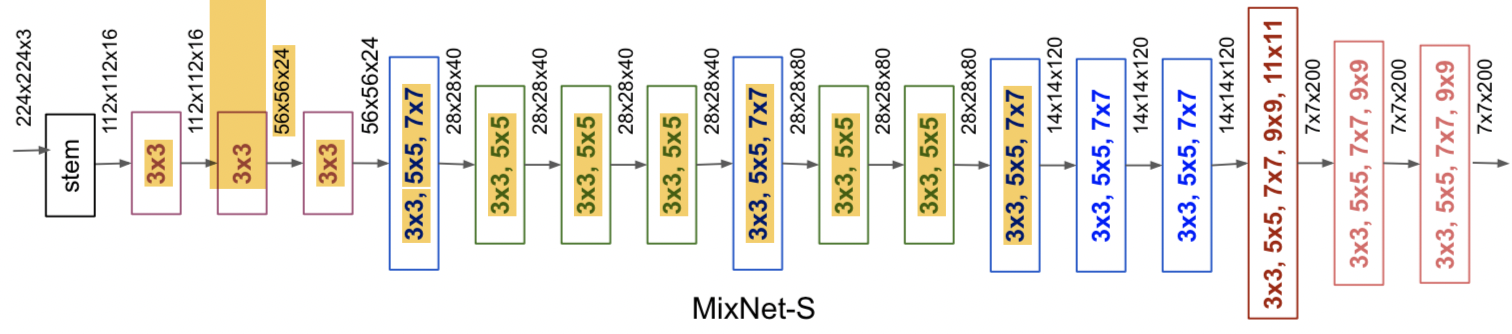 224x224x3
stem
112x112x16
3x3
112x112x16
3x3
56x56x24
3x3
56x56x24
3x3, 5x5, 7x7
28x28x40
3x3, 5x5
28x28x40
3x3, 5x5
28x28x40
3x3, 5x5
28x28x40
3x3, 5x5, 7x7
28x28x80
3x3, 5x5
28x28x80
3x3, 5x5
28x28x80
3x3, 5x5, 7x7
14x14x120
3x3, 5x5, 7x7
14x14x120
3x3, 5x5, 7x7
14x14x120
3x3, 5x5, 7x7, 9x9, 11x11
7x7x200
3x3, 5x5, 7x7, 9x9
7x7x200
3x3, 5x5, 7x7, 9x9
7x7x200
MixNet-S